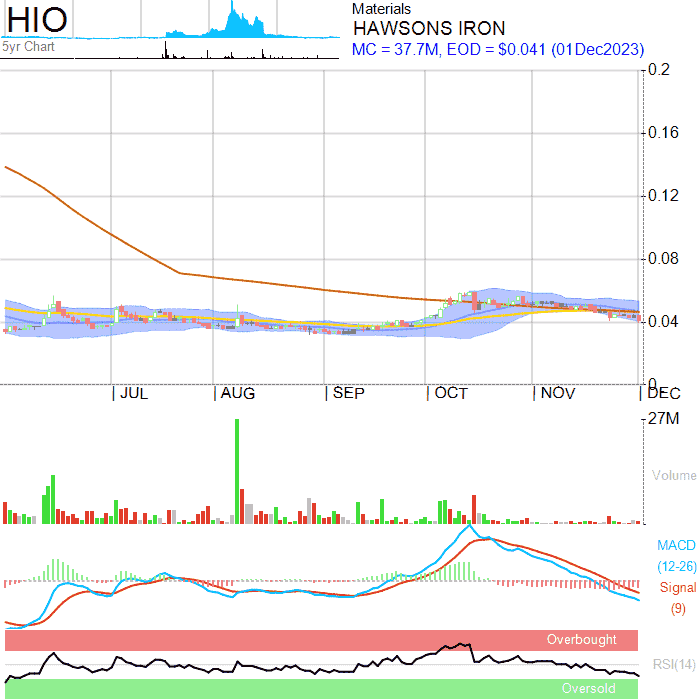 HIO
5yr Chart
Materials
HAWSONS IRON
MC = 37.7M, EOD = $0.041 (01Dec2023)
0.2
0.16
0.12
0.08
0.04
0
JUL AUG SEP OCT NOV DEC
27M
Volume
MACD
(12-26)
Signal
(9)
Overbought
RSI(14)
Oversold